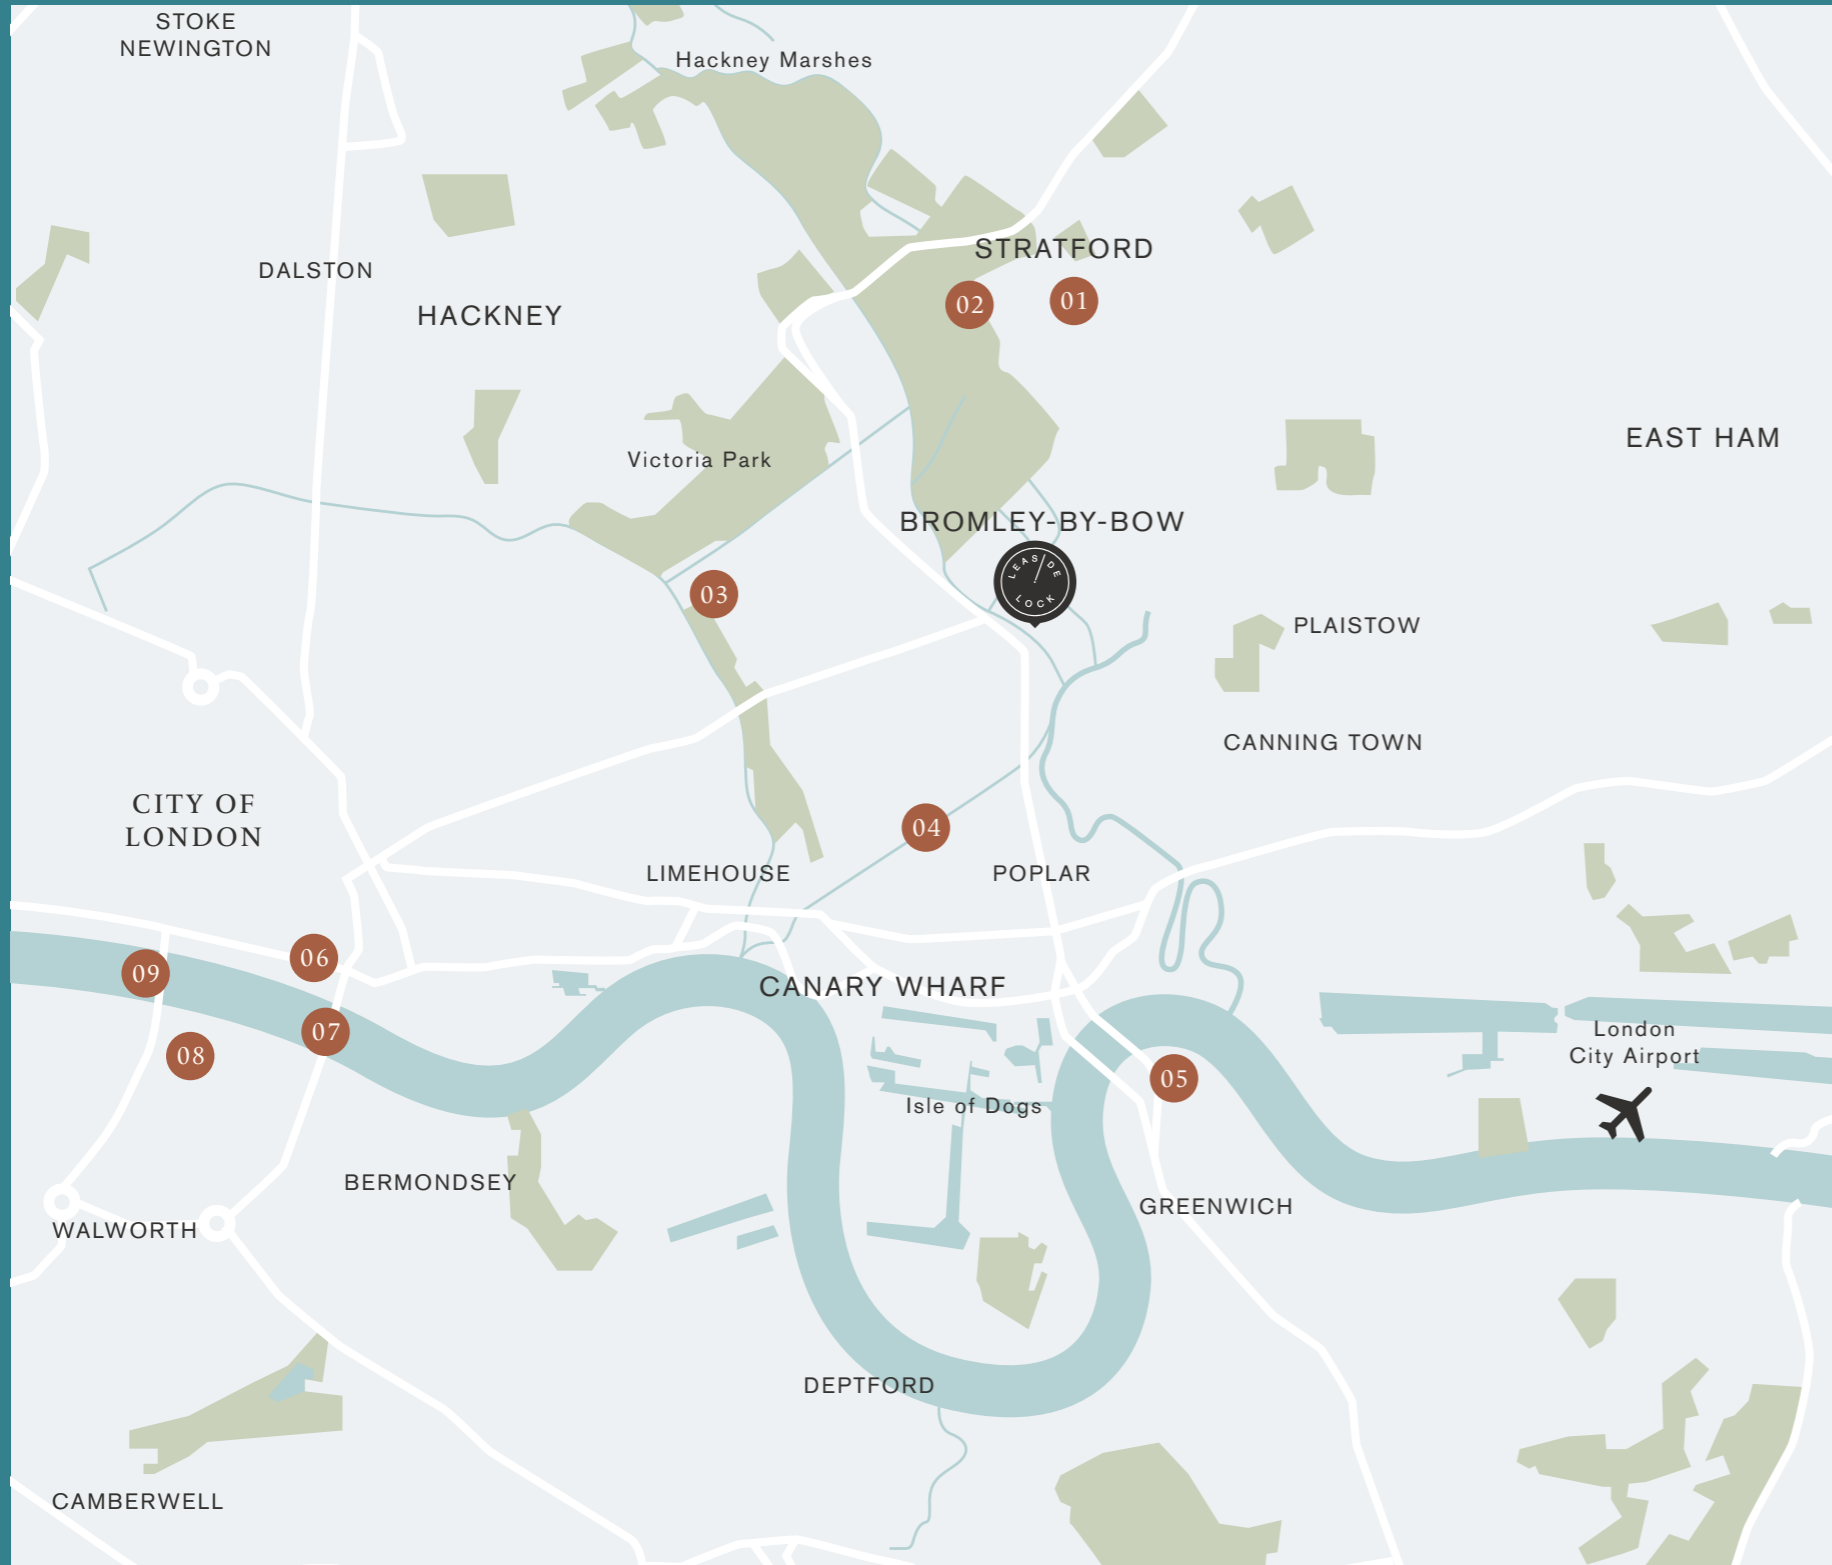 STOKE
NEWINGTON
Hackney Marshes
STRATFORD
DALSTON
02
01
HACKNEY
EAST HAM
Victoria Park
BROMLEY-BY-BOW
LEASIDE
LOCK
03
PLAISTOW
CANNING TOWN
CITY OF
LONDON
04
LIMEHOUSE
POPLAR
06
09
CANARY WHARF
07
London
City Airport
08
05
Isle of Dogs
BERMONDSEY
GREENWICH
WALWORTH
DEPTFORD
CAMBERWELL